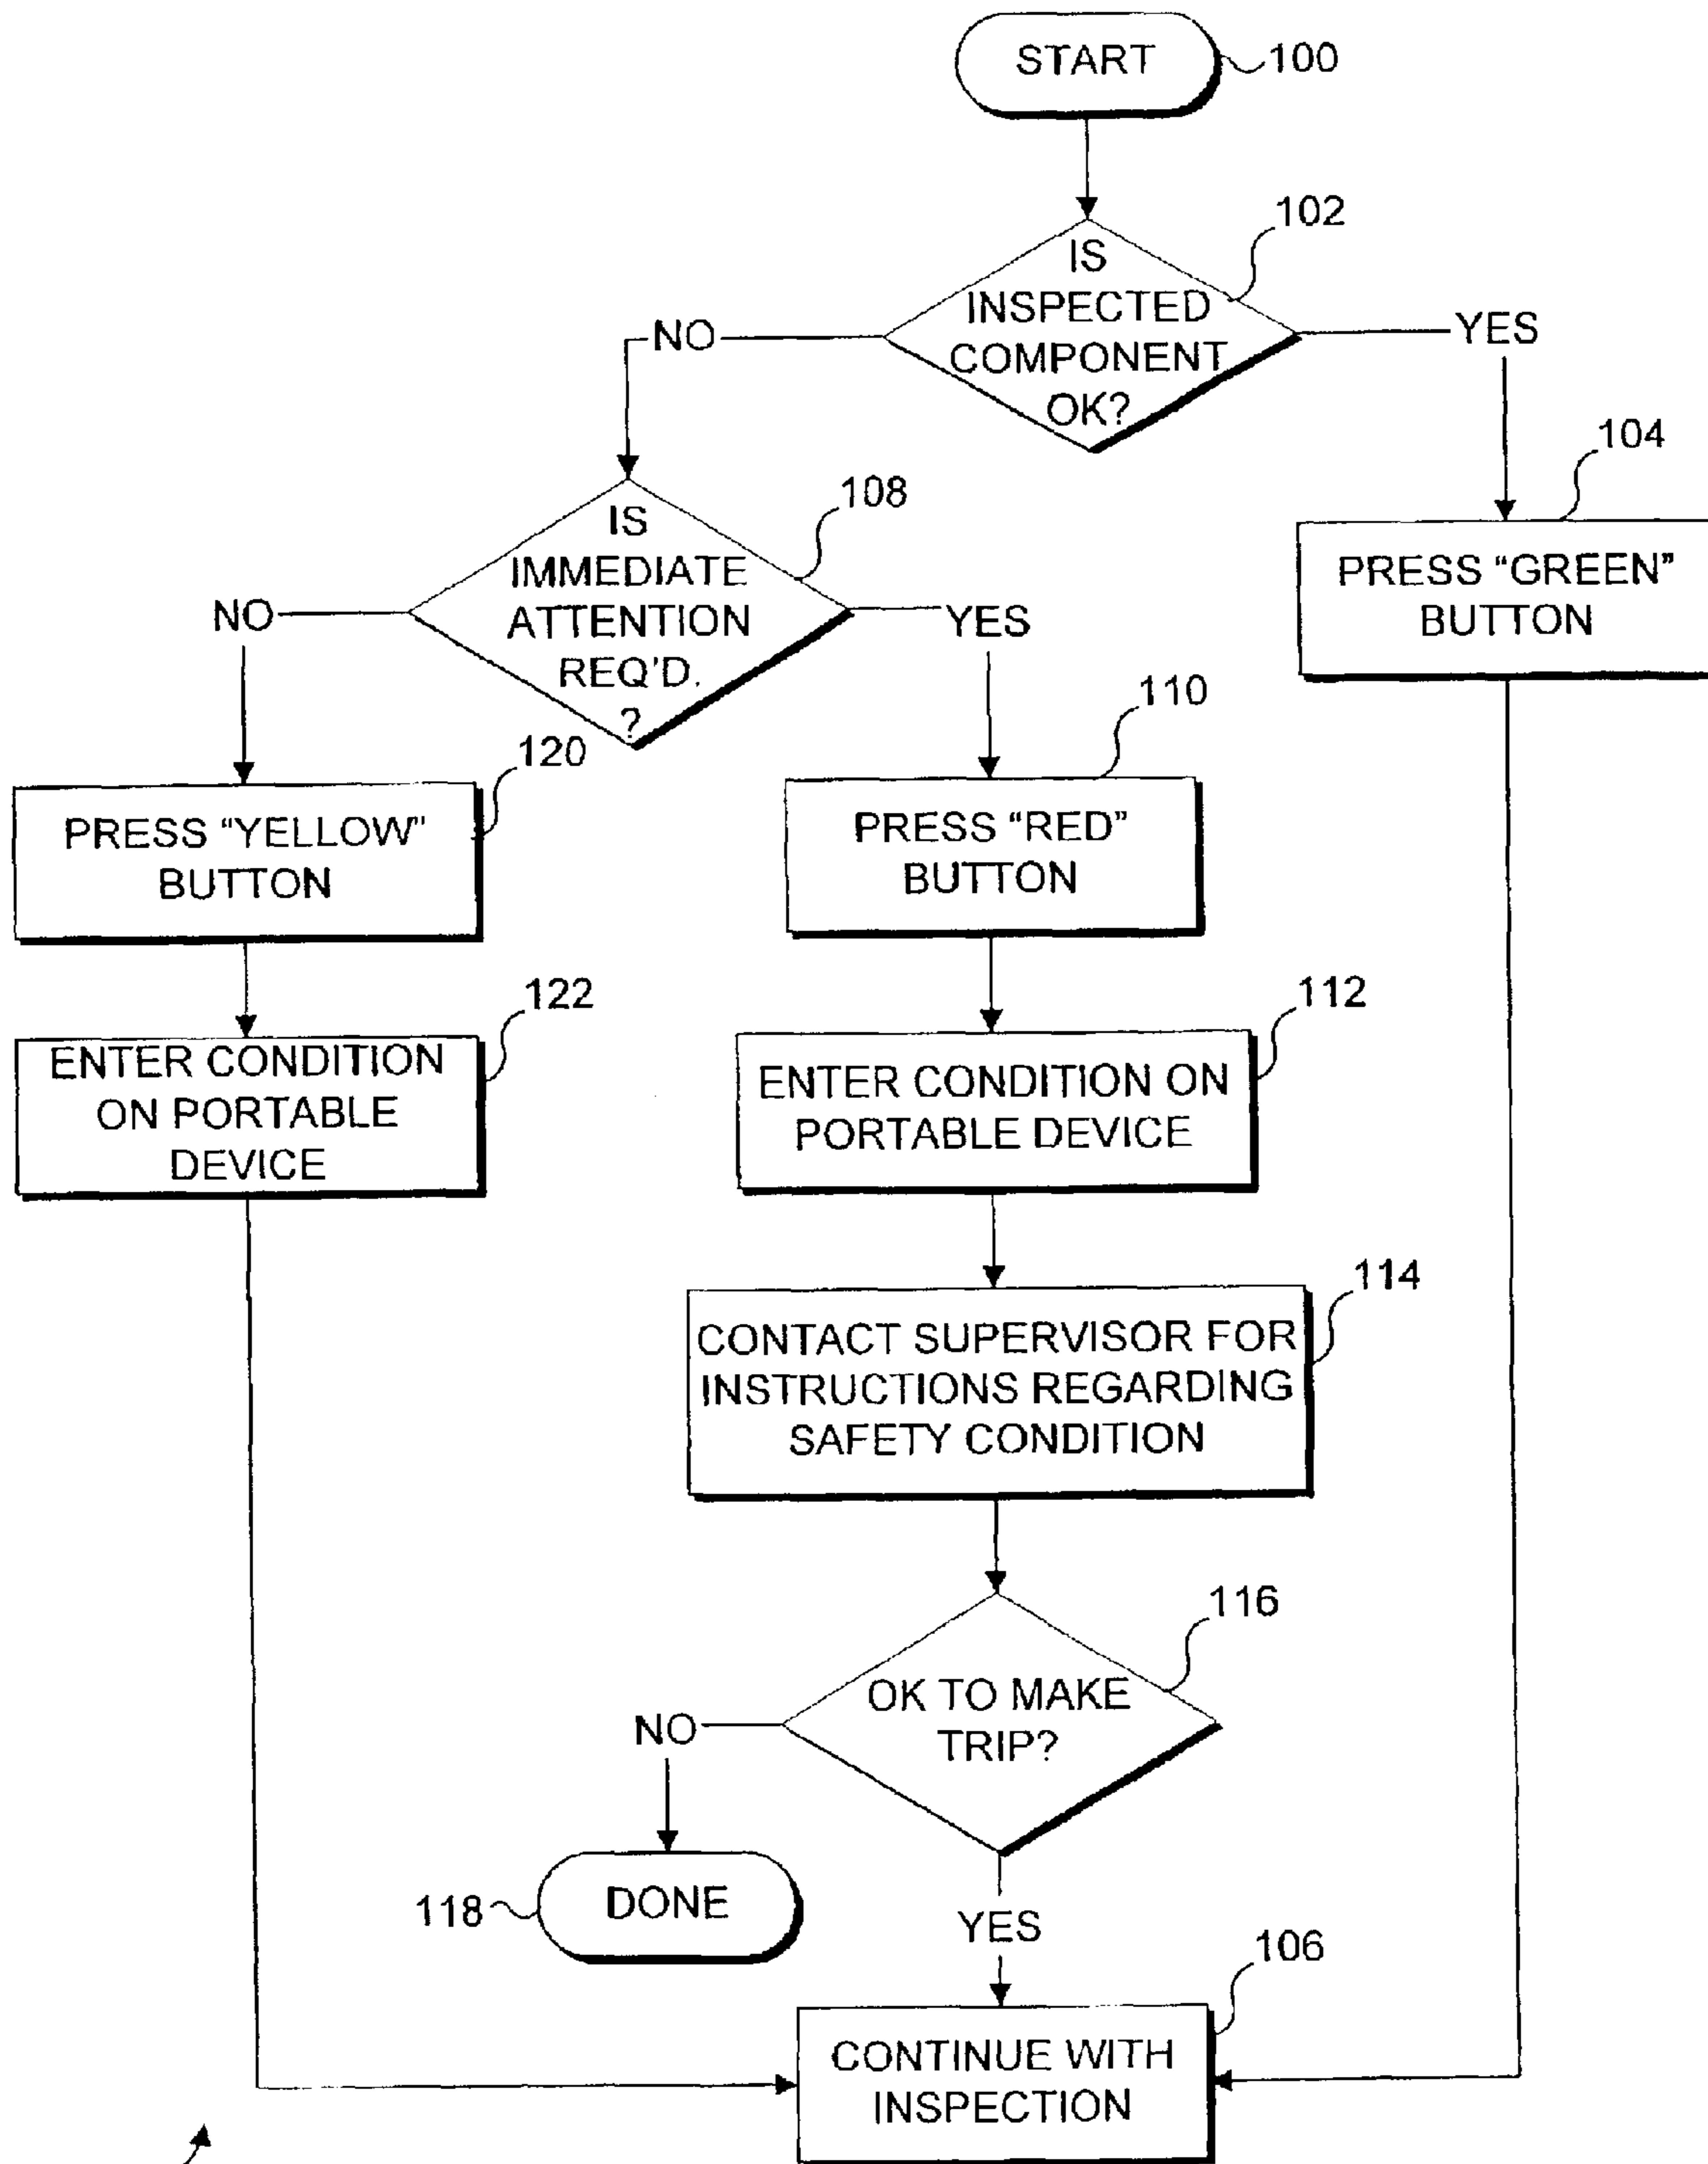 START
100
102
IS
INSPECTED
COMPONENT
OK?
NO
YES
104
PRESS “GREEN”
BUTTON
108
IS
IMMEDIATE
ATTENTION
REQ'D.
?
NO
YES
120
PRESS “YELLOW”
BUTTON
110
PRESS “RED”
BUTTON
122
ENTER CONDITION
ON PORTABLE
DEVICE
112
ENTER CONDITION ON
PORTABLE DEVICE
114
CONTACT SUPERVISOR FOR
INSTRUCTIONS REGARDING
SAFETY CONDITION
116
OK TO MAKE
TRIP?
NO
118
DONE
YES
106
CONTINUE WITH
INSPECTION